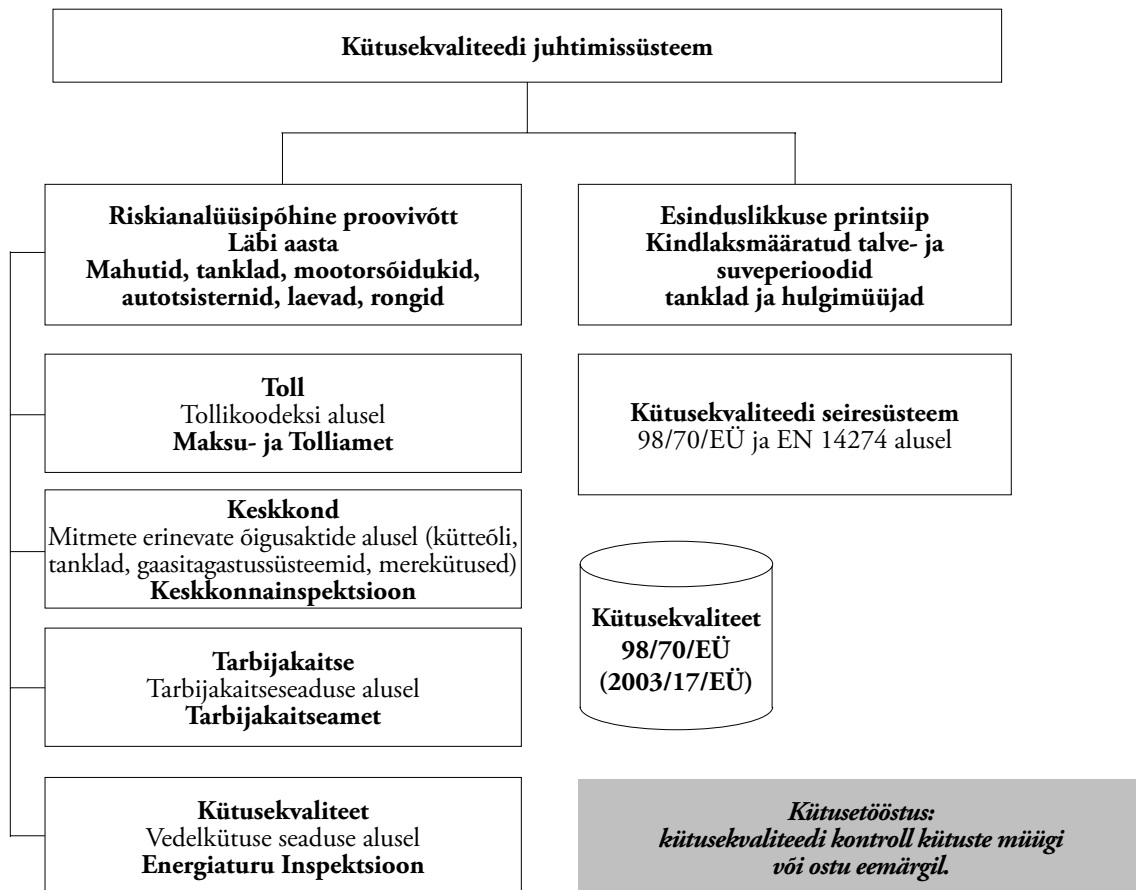 Kütusekvaliteedi juhtimissüsteem
Riskianalüüsipõhine proovivõtt
Läbi aasta
Mahutid, tanklad, mootorsõidukid,
autotsisternid, laevad, rongid
Esinduslikkuse printsiip
Kindlaksmääratud talve- ja
suveperioodid
tanklad ja hulgimüüjad
Toll
Tollikoodeksi alusel
Maksu- ja Tolliamet
Kütusekvaliteedi seiresüsteem
98/70/EÜ ja EN 14274 alusel
Keskkond
Mitmete erinevate õigusaktide alusel (kütteõli,
tanklad, gaasitagastussüsteemid, merekütused)
Keskkonnainspektsioon
Kütusekvaliteet
98/70/EÜ
(2003/17/EÜ)
Tarbijakaitse
Tarbijakaitseseaduse alusel
Tarbijakaitseamet
Kütusekvaliteet
Vedelkütuse seaduse alusel
Energiaturu Inspektsioon
Kütusetööstus:
kütusekvaliteedi kontroll kütuste müügi
või ostu eemärgil.